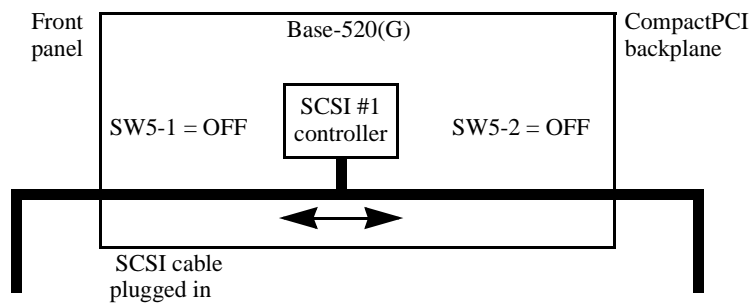 Front
panel
Base-520(G)
CompactPCI
backplane
SW5-1 = OFF
SCSI #1
controller
SW5-2 = OFF
SCSI cable
plugged in